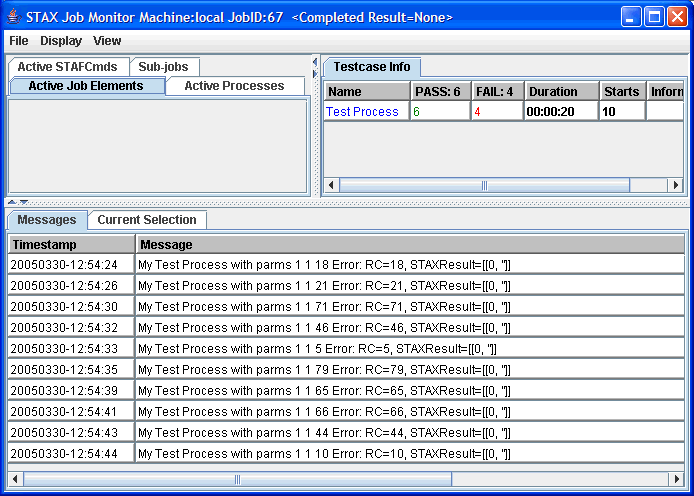 STAX Job Monitor Machine:local JobID:67 <Completed Result=None>
File Display View
Active STAFCmds Sub-jobs
Active Job Elements Active Processes
Testcase Info
Name PASS: 6 FAIL: 4 Duration Starts Inform
Test Process 6 4 00:00:20 10
Messages Current Selection
Timestamp Message
20050330-12:54:24 My Test Process with parms 1 1 18 Error: RC=18, STAXResult=[[0, '']]
20050330-12:54:26 My Test Process with parms 1 1 21 Error: RC=21, STAXResult=[[0, '']]
20050330-12:54:30 My Test Process with parms 1 1 71 Error: RC=71, STAXResult=[[0, '']]
20050330-12:54:32 My Test Process with parms 1 1 46 Error: RC=46, STAXResult=[[0, '']]
20050330-12:54:33 My Test Process with parms 1 1 5 Error: RC=5, STAXResult=[[0, '']]
20050330-12:54:35 My Test Process with parms 1 1 79 Error: RC=79, STAXResult=[[0, '']]
20050330-12:54:39 My Test Process with parms 1 1 65 Error: RC=65, STAXResult=[[0, '']]
20050330-12:54:41 My Test Process with parms 1 1 66 Error: RC=66, STAXResult=[[0, '']]
20050330-12:54:43 My Test Process with parms 1 1 44 Error: RC=44, STAXResult=[[0, '']]
20050330-12:54:44 My Test Process with parms 1 1 10 Error: RC=10, STAXResult=[[0, '']]